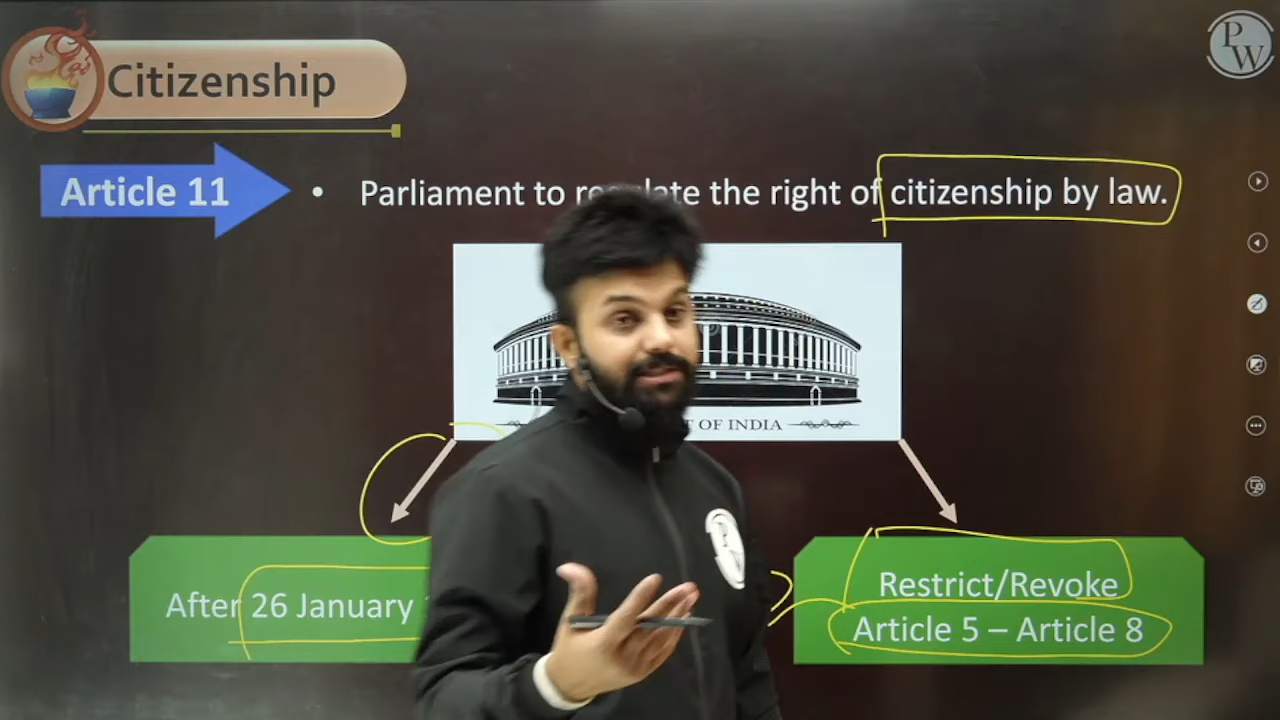 Citizenship
PW
Article 11
• Parliament to regulate the right of citizenship by law.
OF INDIA
After 26 January
Restrict/Revoke
Article 5 – Article 8